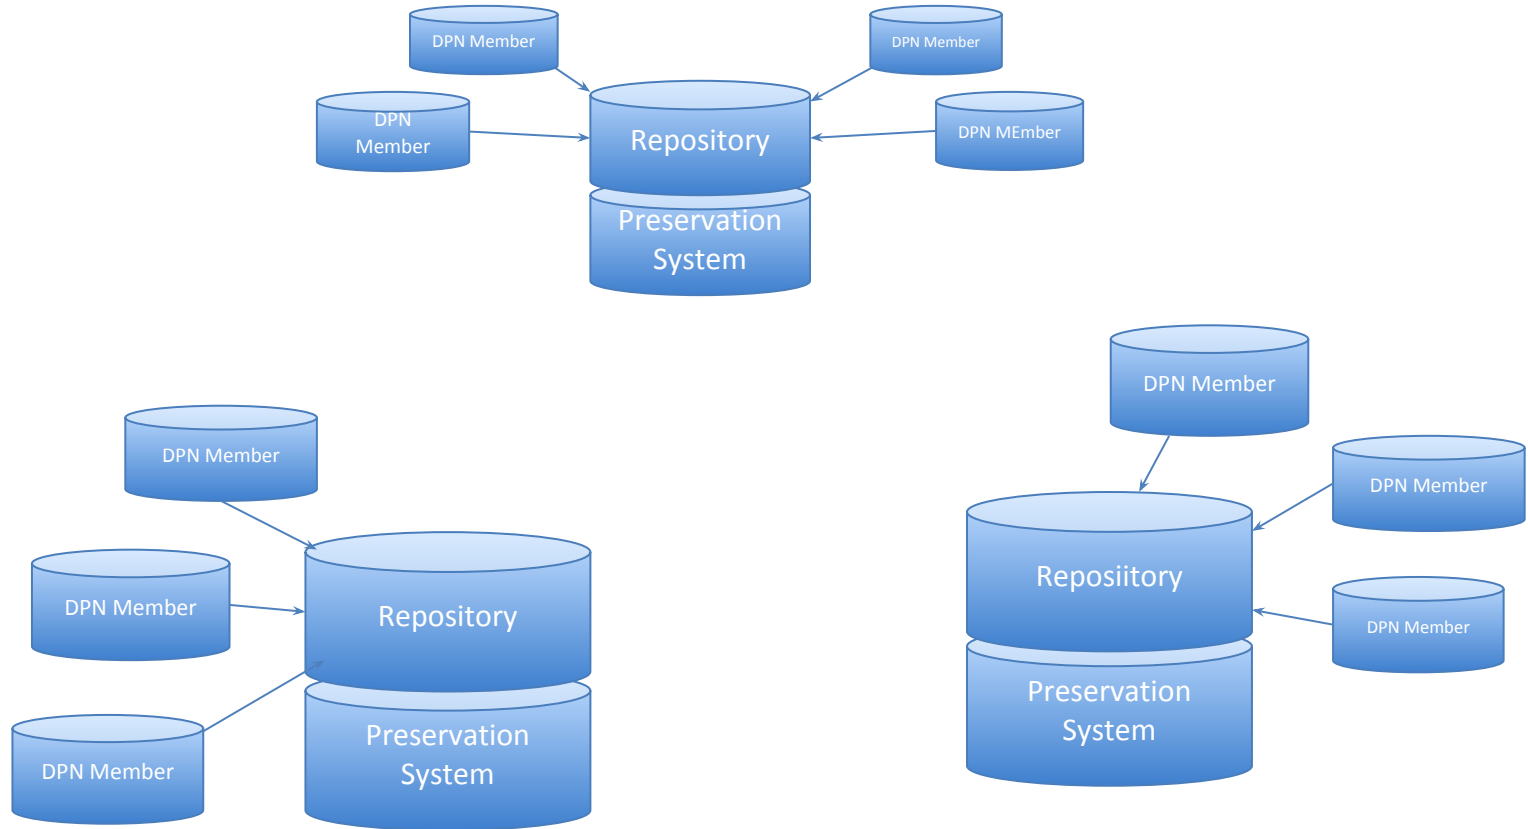 DPN Member
DPN Member
DPN
Member
Repository
DPN MEmber
Preservation
System
DPN Member
DPN Member
DPN Member
Repository
Preservation
System
DPN Member
DPN Member
Reposiitory
DPN Member
Preservation
System